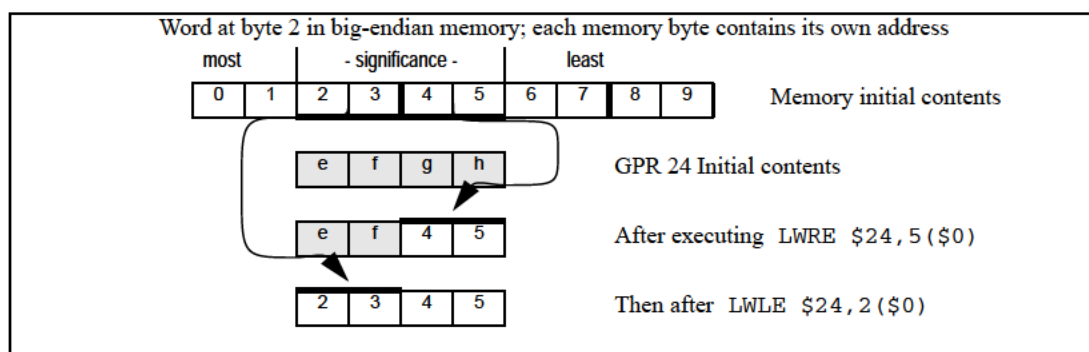 Word at byte 2 in big-endian memory; each memory byte contains its own address
most - significance - least
0 1 2 3 4 5 6 7 8 9 Memory initial contents
e f g h GPR 24 Initial contents
e f 4 5 After executing LWRE $24,5($0)
2 3 4 5 Then after LWLE $24,2($0)